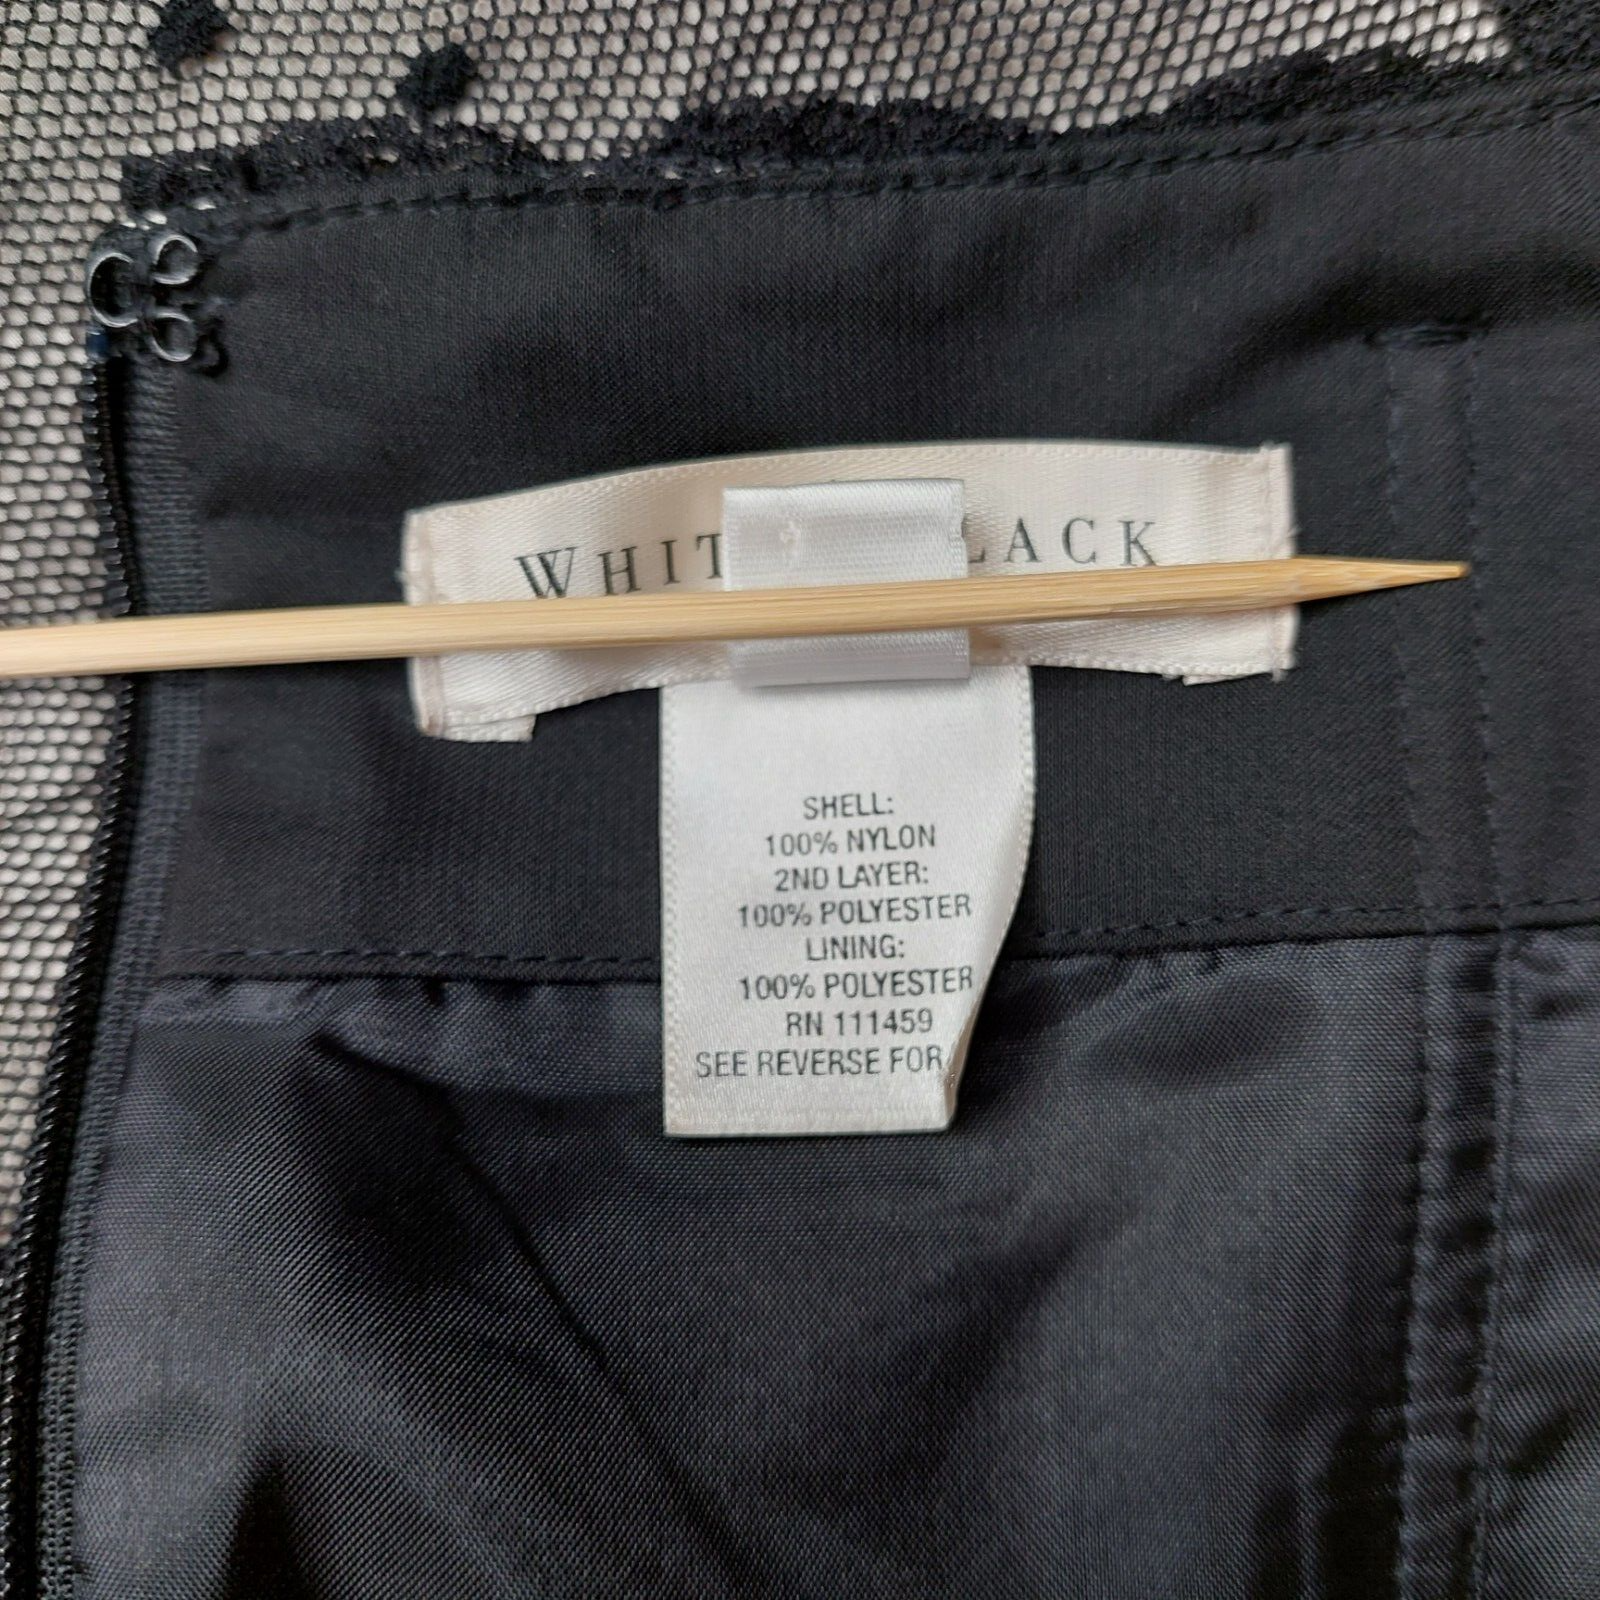 WHIT LACK
SHELL:
100% NYLON
2ND LAYER:
100% POLYESTER
LINING:
100% POLYESTER
RN 111459
SEE REVERSE FOR